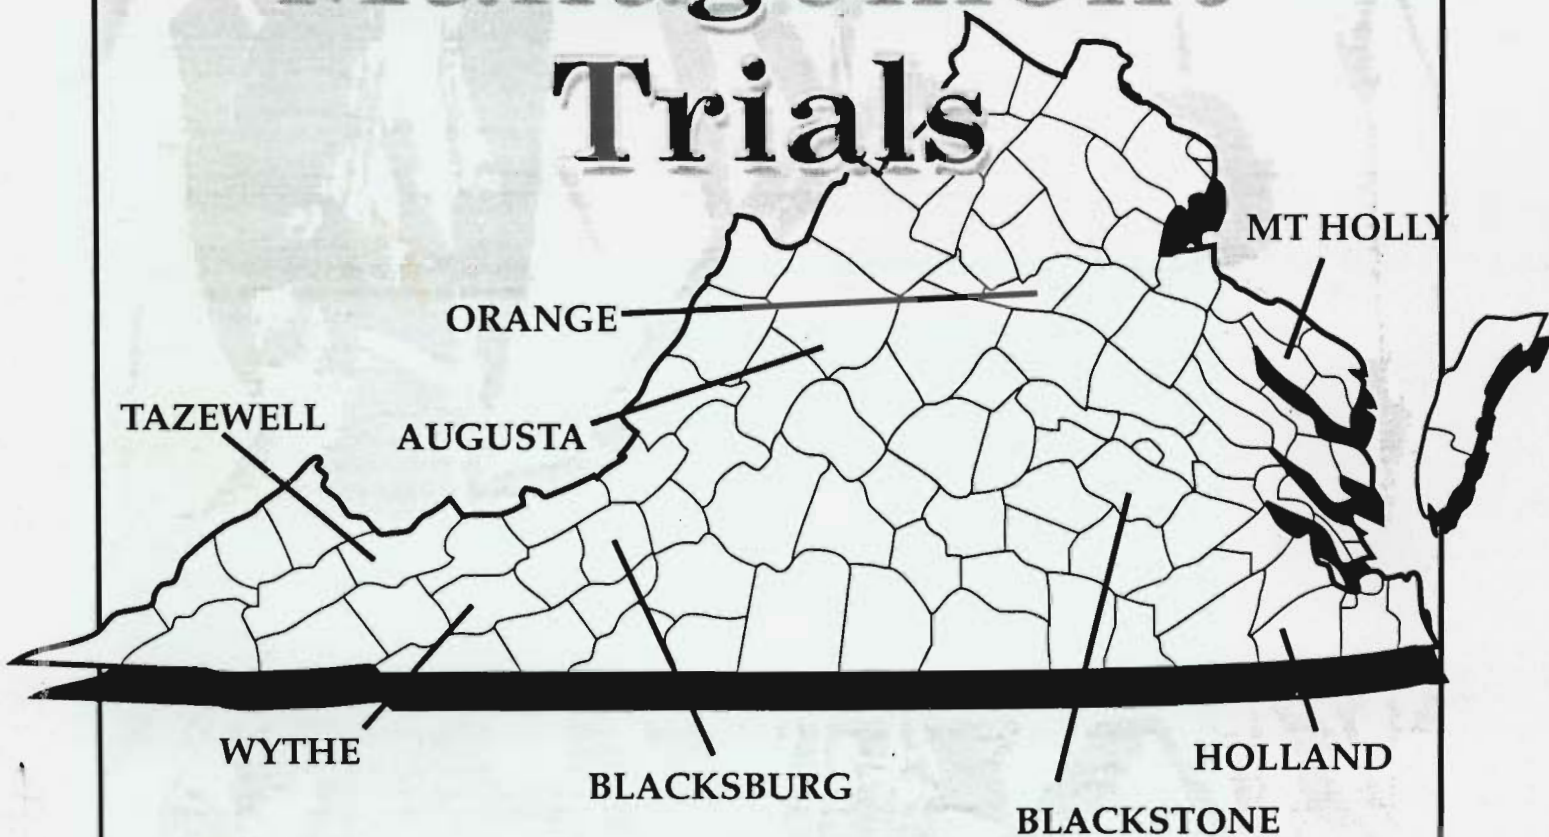 Trials
MT HOLLY
ORANGE
TAZEWELL
AUGUSTA
WYTHE
BLACKSBURG
HOLLAND
BLACKSTONE